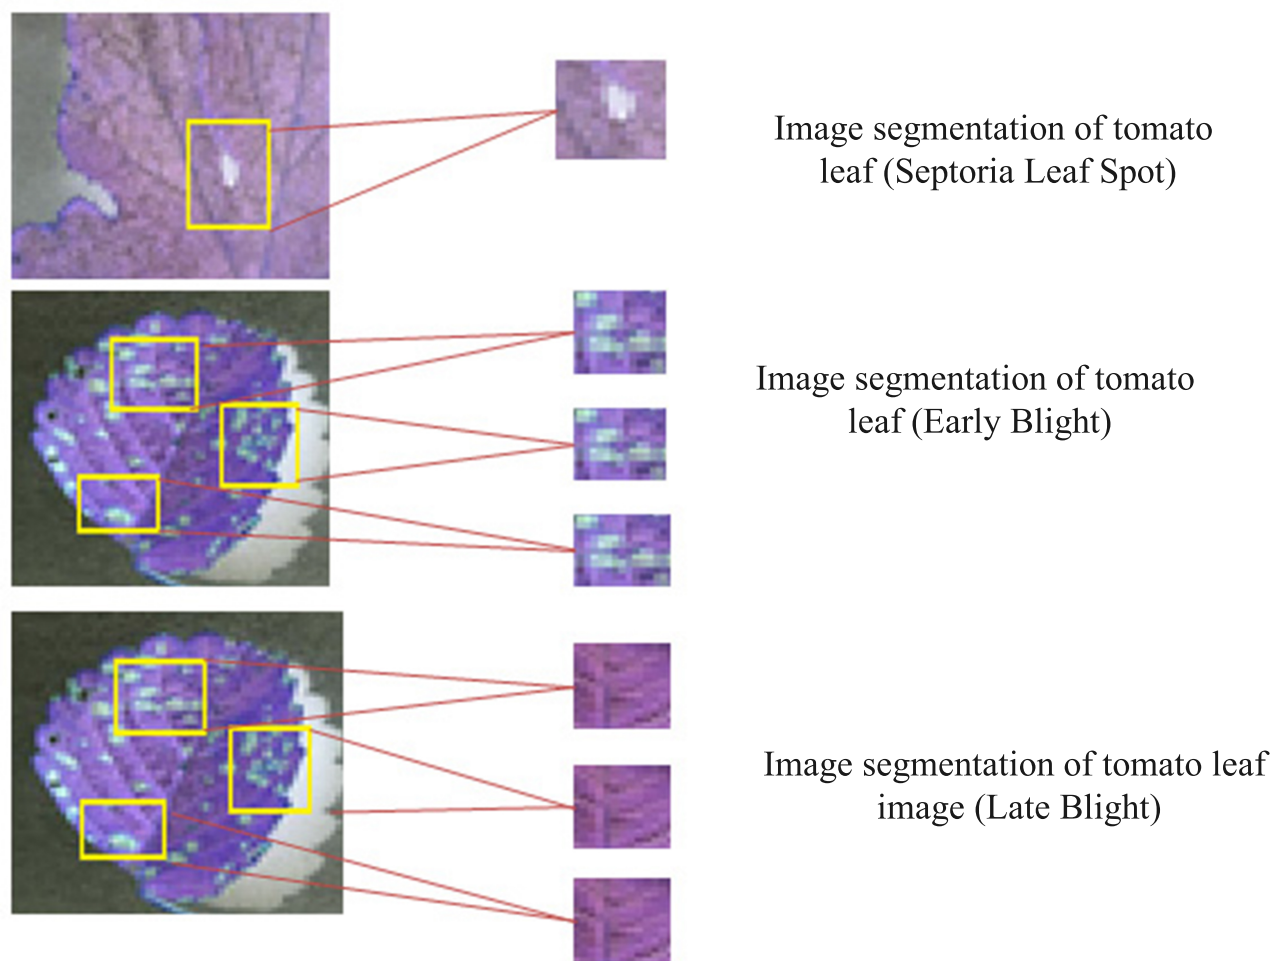 Image segmentation of tomato
leaf (Septoria Leaf Spot)
Image segmentation of tomato
leaf (Early Blight)
Image segmentation of tomato leaf
image (Late Blight)